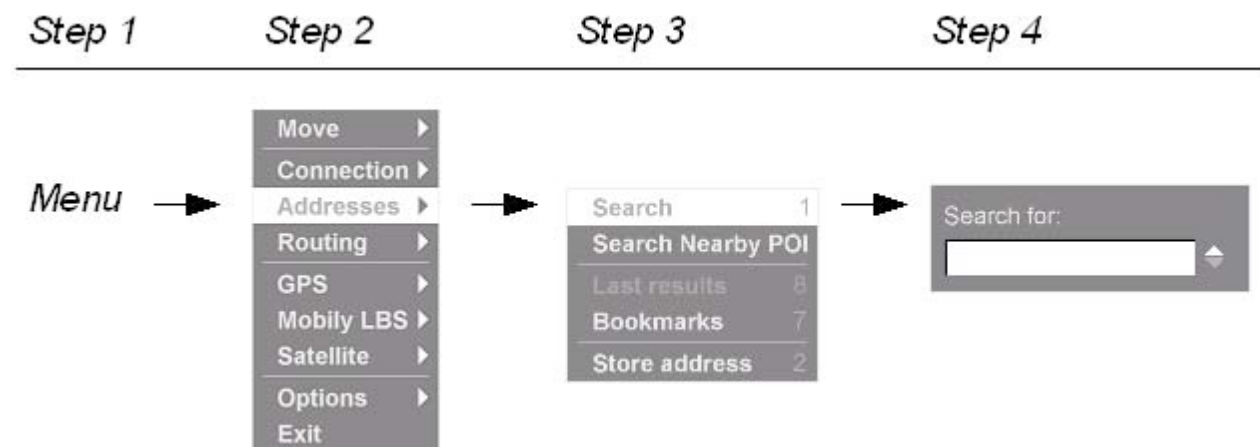 Step 1 Step 2 Step 3 Step 4
Menu
Move
Connection
Addresses
Routing
GPS
Mobily LBS
Satellite
Options
Exit
Search 1
Search Nearby POI
Last results 8
Bookmarks 7
Store address 2
Search for: